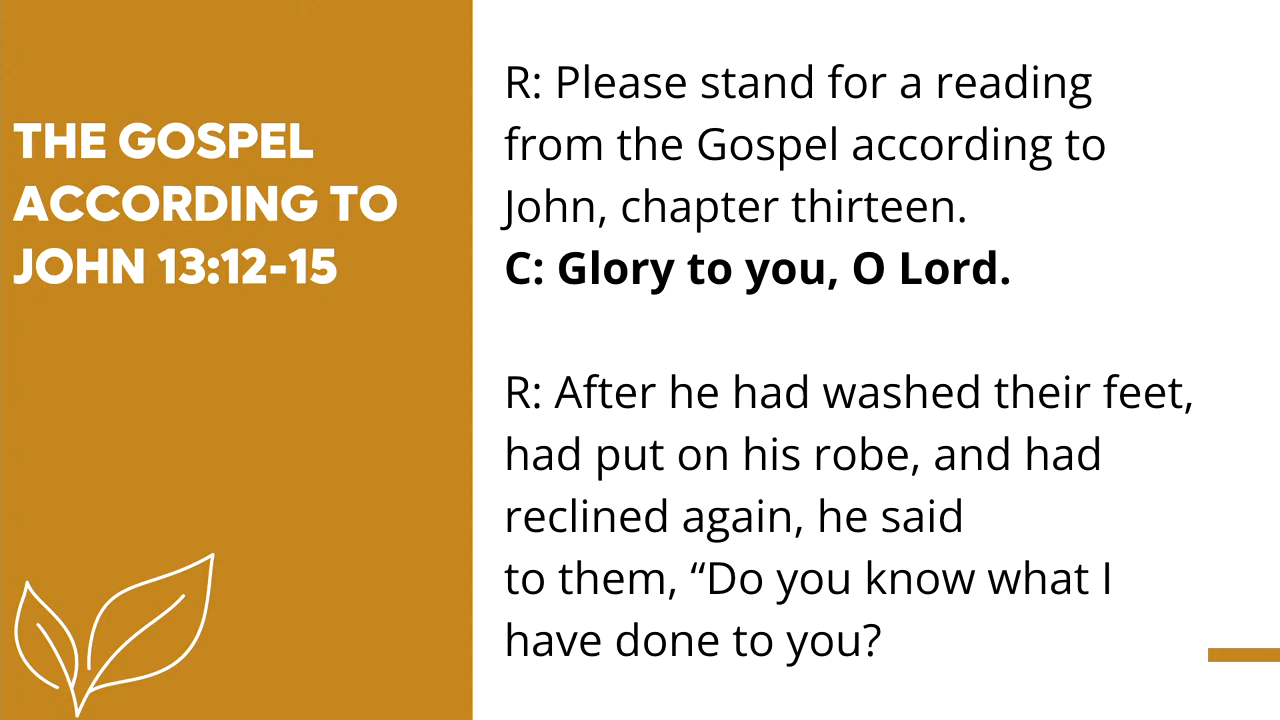 THE GOSPEL
ACCORDING TO
JOHN 13:12-15
R: Please stand for a reading
from the Gospel according to
John, chapter thirteen.
C: Glory to you, O Lord.
R: After he had washed their feet,
had put on his robe, and had
reclined again, he said
to them, “Do you know what I
have done to you?